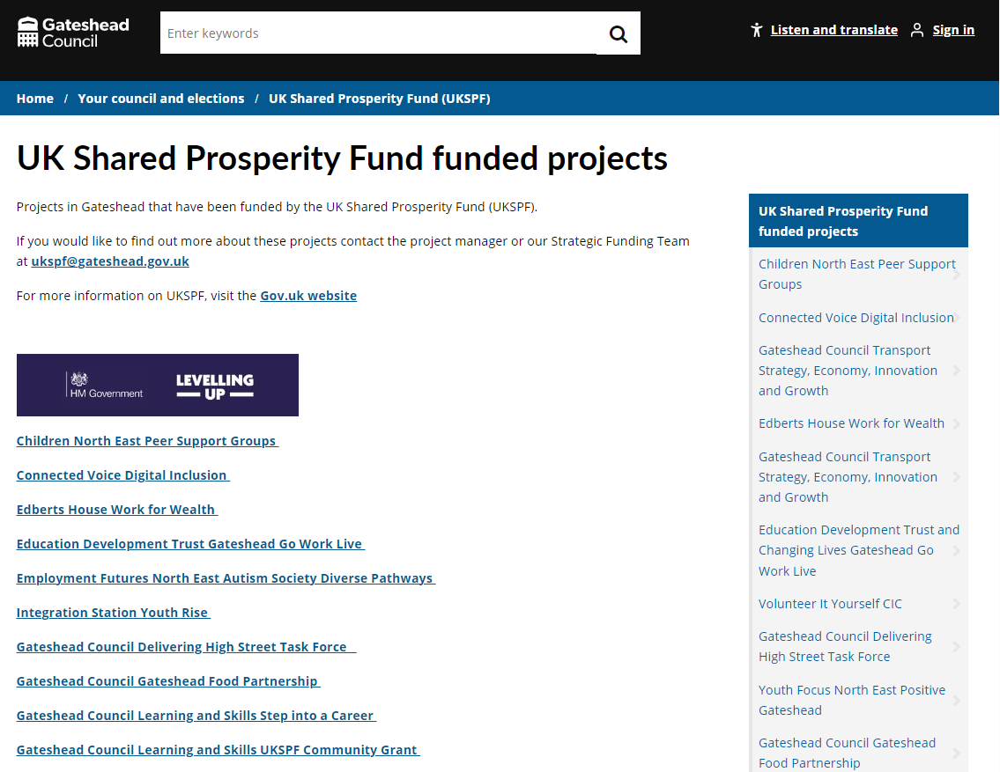 Gateshead
Council
Enter keywords
Listen and translate
Sign in
Home / Your council and elections / UK Shared Prosperity Fund (UKSPF)
UK Shared Prosperity Fund funded projects
Projects in Gateshead that have been funded by the UK Shared Prosperity Fund (UKSPF).
If you would like to find out more about these projects contact the project manager or our Strategic Funding Team
at ukspf@gateshead.gov.uk
For more information on UKSPF, visit the Gov.uk website
HM Government
LEVELLING
UP
Children North East Peer Support Groups
Connected Voice Digital Inclusion
Edberts House Work for Wealth
Education Development Trust Gateshead Go Work Live
Employment Futures North East Autism Society Diverse Pathways
Integration Station Youth Rise
Gateshead Council Delivering High Street Task Force
Gateshead Council Gateshead Food Partnership
Gateshead Council Learning and Skills Step into a Career
Gateshead Council Learning and Skills UKSPF Community Grant
UK Shared Prosperity Fund
funded projects
Children North East Peer Support
Groups
Connected Voice Digital Inclusion
Gateshead Council Transport
Strategy, Economy, Innovation
and Growth
Edberts House Work for Wealth
Gateshead Council Transport
Strategy, Economy, Innovation
and Growth
Education Development Trust and
Changing Lives Gateshead Go
Work Live
Volunteer It Yourself CIC
Gateshead Council Delivering
High Street Task Force
Youth Focus North East Positive
Gateshead
Gateshead Council Gateshead
Food Partnership